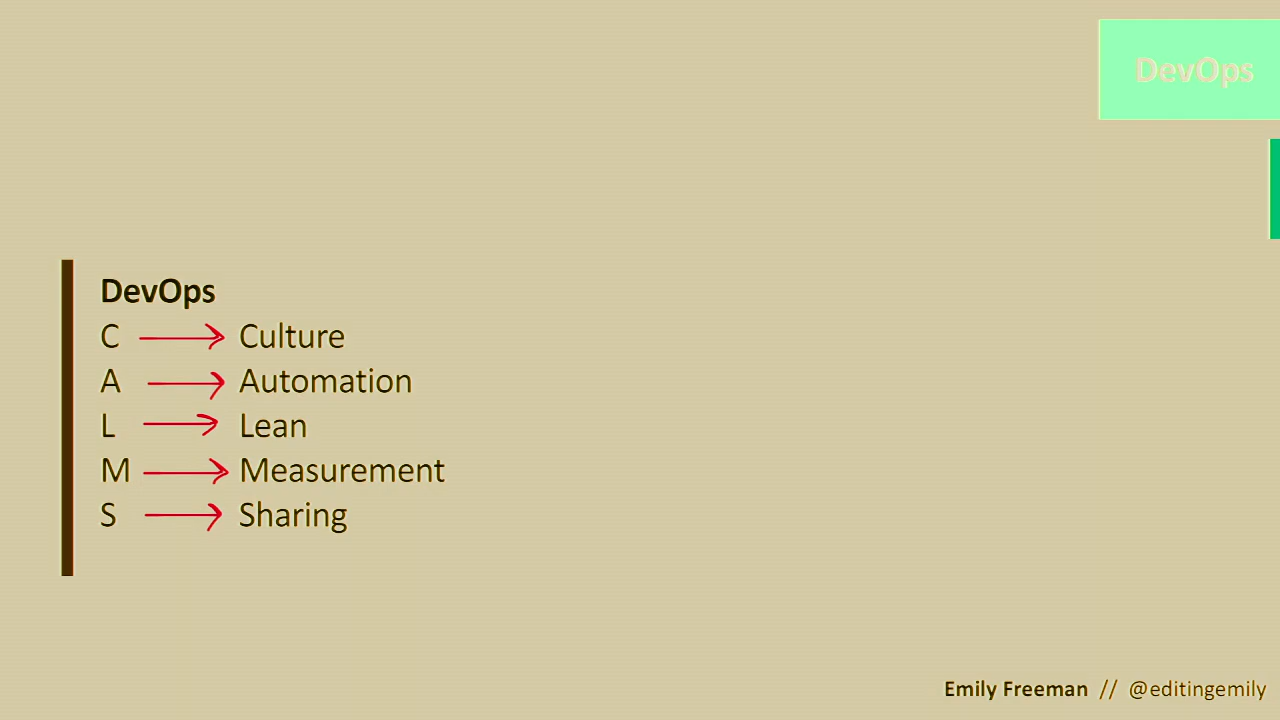 DevOps
DevOps
C → Culture
A → Automation
L → Lean
M → Measurement
S → Sharing
Emily Freeman // @editingemily